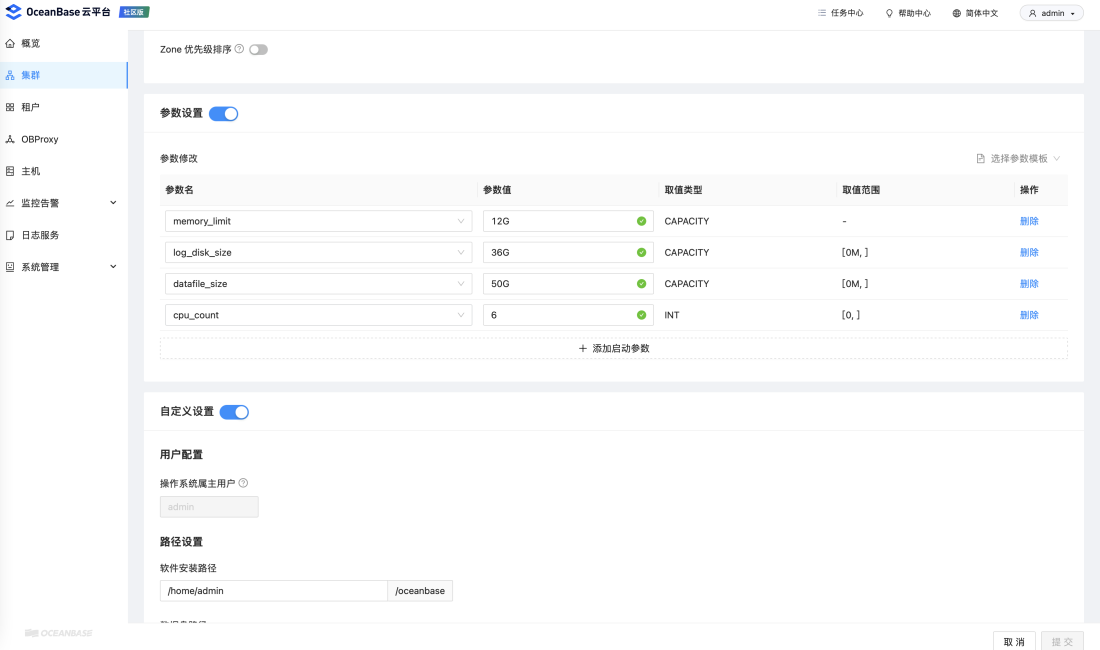 OceanBase 云平台 社区版 任务中心 帮助中心 简体中文 admin
概览
集群
租户
OBProxy
主机
监控告警
日志服务
系统管理
Zone 优先级排序
参数设置
参数修改 选择参数模板
参数名 参数值 取值类型 取值范围 操作
memory_limit 12G CAPACITY - 删除
log_disk_size 36G CAPACITY [0M, ] 删除
datafile_size 50G CAPACITY [0M, ] 删除
cpu_count 6 INT [0, ] 删除
+ 添加启动参数
自定义设置
用户配置
操作系统属主用户
admin
路径设置
软件安装路径
/home/admin /oceanbase
OCEANBASE
取 消 提 交